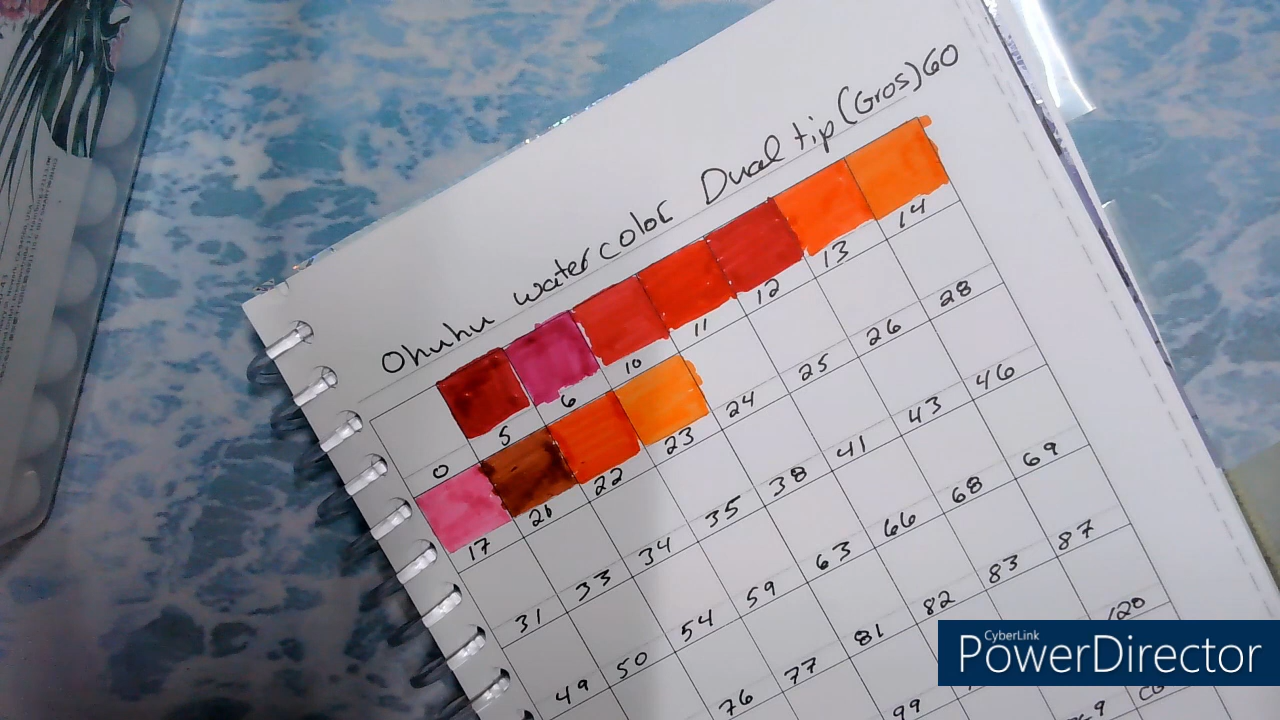 Ohuhu watercolor Dual tip (Gros) 60
0 5 6 10 11 12 13 14
17 21 22 23 24 25 26 28
31 33 34 35 38 41 43 46
49 50 54 59 63 66 68 69
76 77 81 82 83 87
99 120
CyberLink
PowerDirector